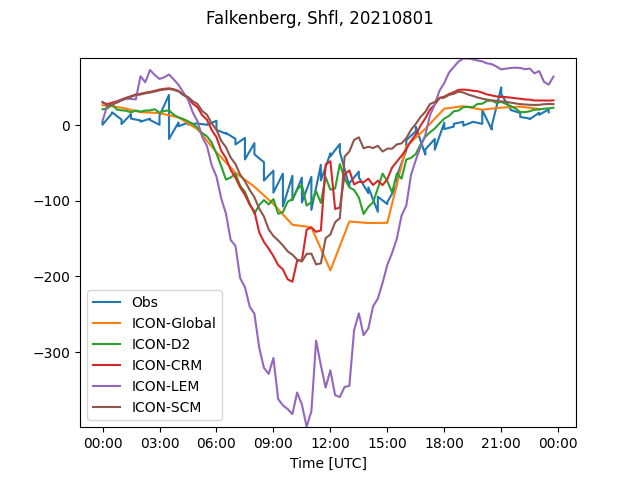 Falkenberg, Shfl, 20210801
0
−100
−200
−300
Obs
ICON-Global
ICON-D2
ICON-CRM
ICON-LEM
ICON-SCM
00:00 03:00 06:00 09:00 12:00 15:00 18:00 21:00 00:00
Time [UTC]